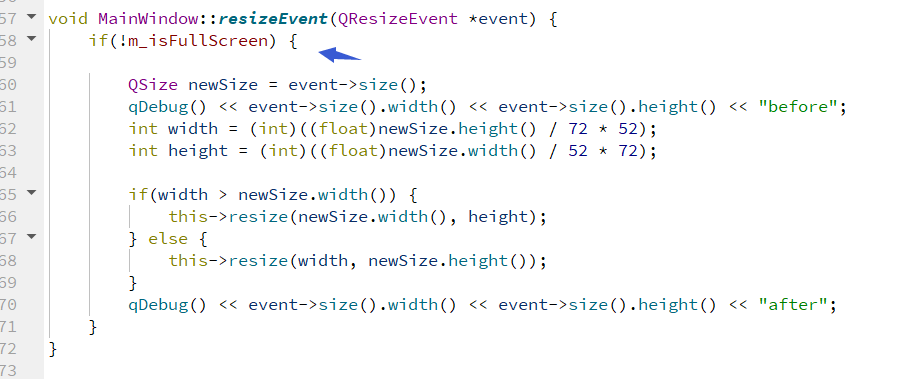 57 void MainWindow::resizeEvent(QResizeEvent *event) {
58     if(!m_isFullScreen) {
59
60         QSize newSize = event->size();
61         qDebug() << event->size().width() << event->size().height() << "before";
62         int width = (int)((float)newSize.height() / 72 * 52);
63         int height = (int)((float)newSize.width() / 52 * 72);
64
65         if(width > newSize.width()) {
66             this->resize(newSize.width(), height);
67         } else {
68             this->resize(width, newSize.height());
69         }
70         qDebug() << event->size().width() << event->size().height() << "after";
71     }
72 }
73